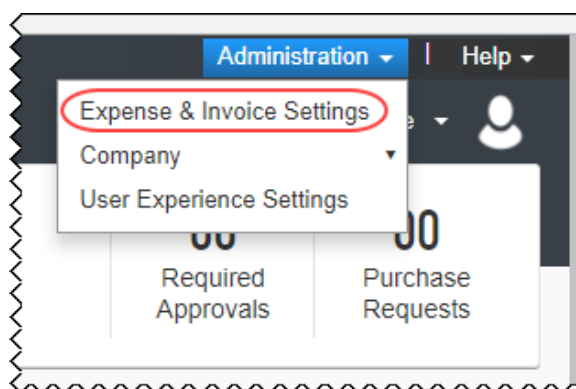 Administration | Help
Expense & Invoice Settings
Company
User Experience Settings
00 00
Required Purchase
Approvals Requests